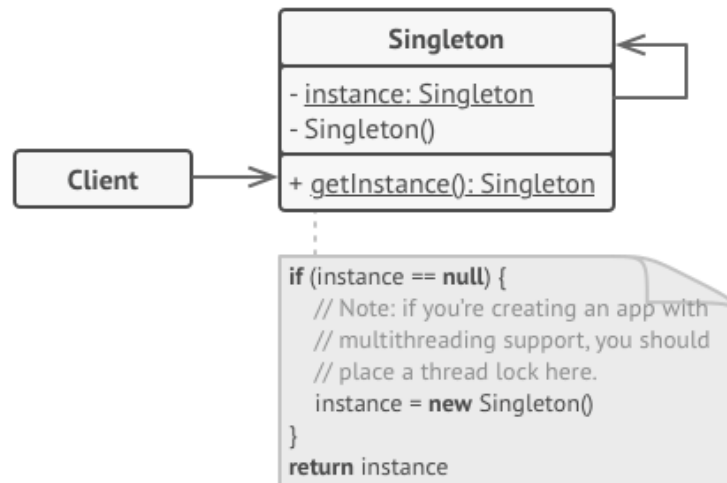 Singleton
- instance: Singleton
- Singleton()
Client
+ getInstance(): Singleton
if (instance == null) {
// Note: if you're creating an app with
// multithreading support, you should
// place a thread lock here.
instance = new Singleton()
}
return instance